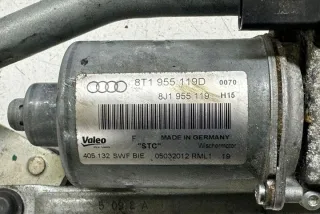 8T1 955 119D 0070
8J1 955 119 H15
Valeo F MADE IN GERMANY
"STC" Wischermotor
405.132 SWF B/E 05032012 RML1 19